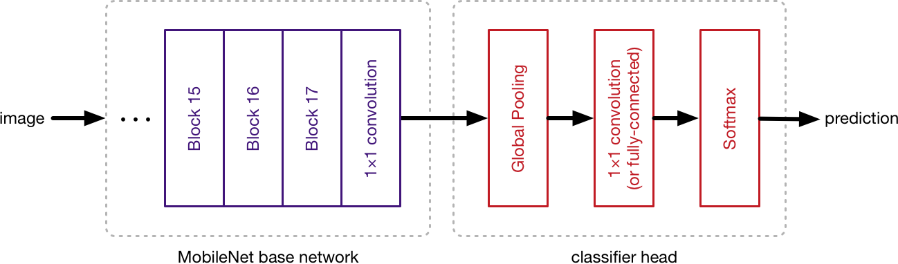 image
. . .
Block 15
Block 16
Block 17
1×1 convolution
Global Pooling
1×1 convolution
(or fully-connected)
Softmax
prediction
MobileNet base network
classifier head